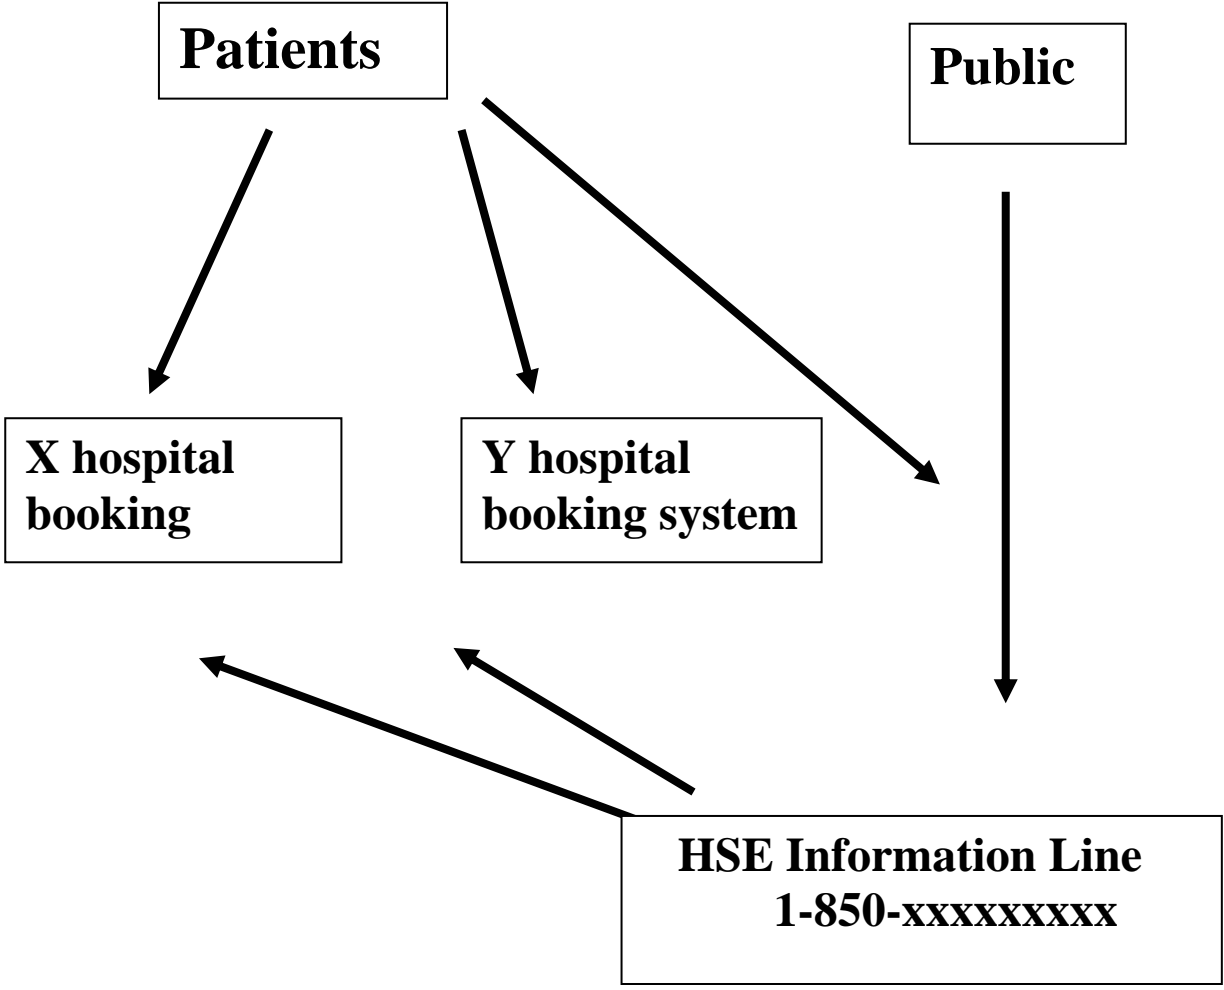 Patients
Public
X hospital
booking
Y hospital
booking system
HSE Information Line
1-850-xxxxxxxxx